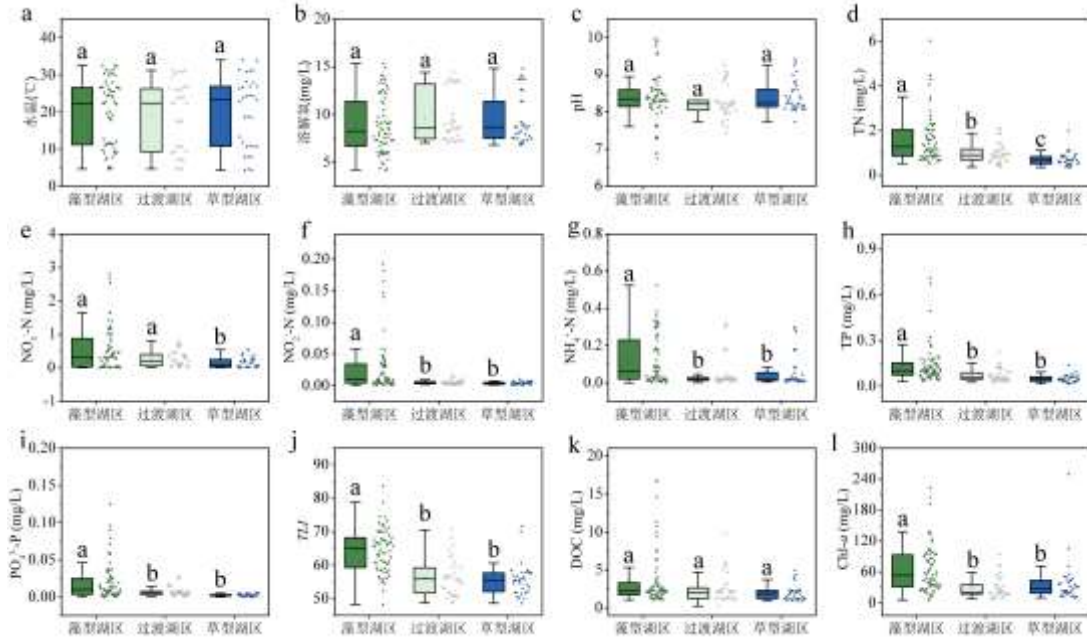 a
水温(℃)
40
30
20
10
0
a a a
藻型湖区 过渡湖区 草型湖区
b
溶解氧(mg/L)
20
15
10
5
a a a
藻型湖区 过渡湖区 草型湖区
c
pH
10
9
8
7
6
a a a
藻型湖区 过渡湖区 草型湖区
d
TN (mg/L)
6
4
2
0
a b c
藻型湖区 过渡湖区 草型湖区
e
NO₃⁻-N (mg/L)
4
3
2
1
0
-1
a a b
藻型湖区 过渡湖区 草型湖区
f
NO₂⁻-N (mg/L)
0.20
0.15
0.10
0.05
0.00
a b b
藻型湖区 过渡湖区 草型湖区
g
NH₄⁺-N (mg/L)
0.8
0.6
0.4
0.2
0.0
a b b
藻型湖区 过渡湖区 草型湖区
h
TP (mg/L)
0.9
0.6
0.3
0.0
a b b
藻型湖区 过渡湖区 草型湖区
i
PO₄³⁻-P (mg/L)
0.20
0.15
0.10
0.05
0.00
a b b
藻型湖区 过渡湖区 草型湖区
j
TLI
90
80
70
60
50
a b b
藻型湖区 过渡湖区 草型湖区
k
DOC (mg/L)
20
15
10
5
0
a a a
藻型湖区 过渡湖区 草型湖区
l
Chl-a (mg/L)
300
240
180
120
60
0
a b b
藻型湖区 过渡湖区 草型湖区